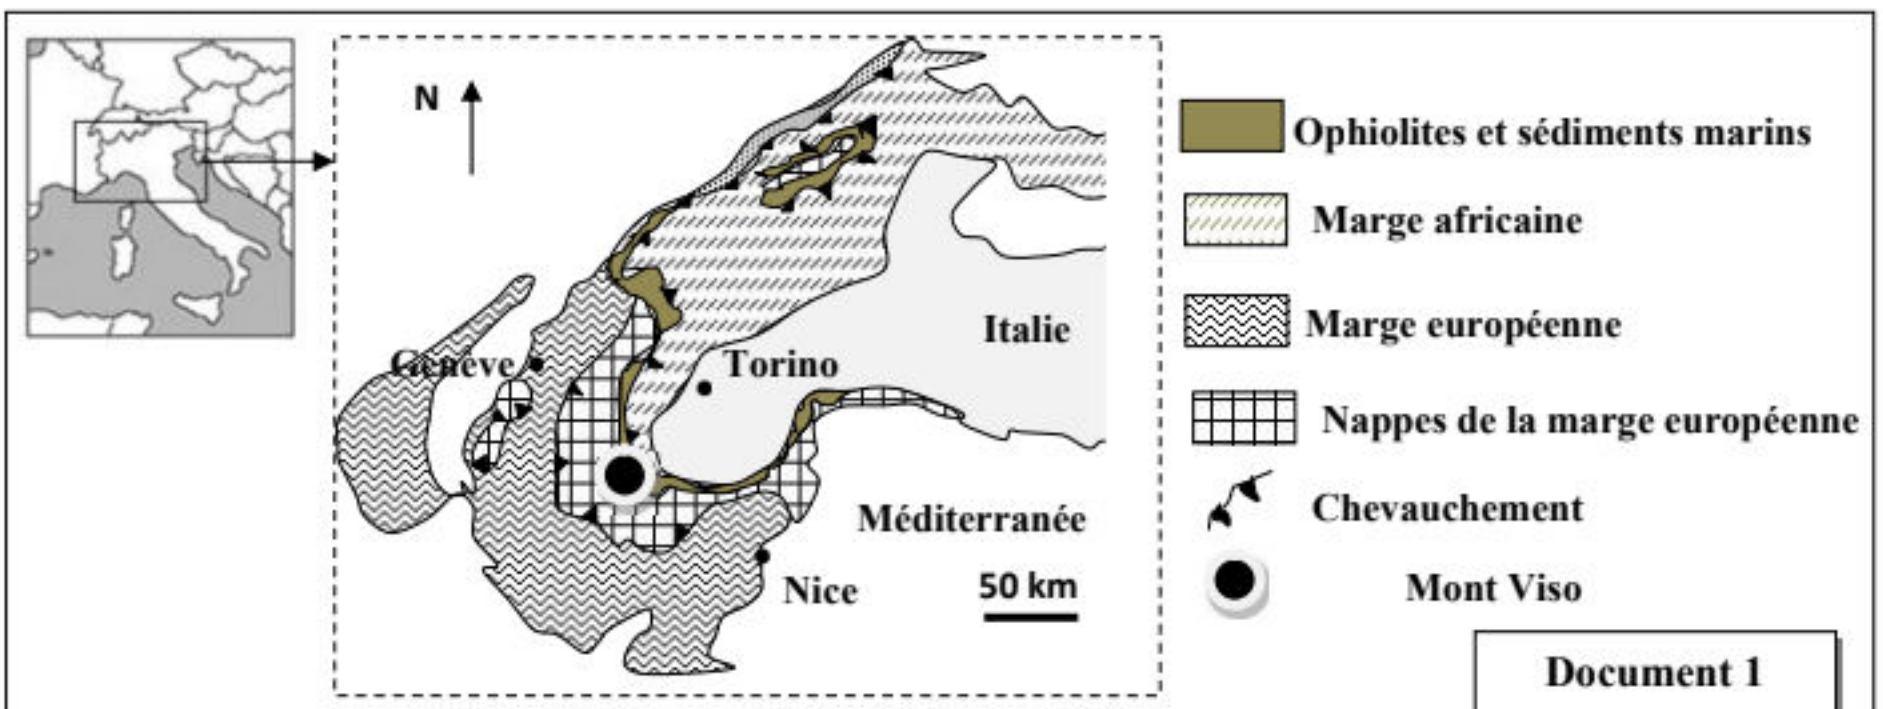 N
Genève
Torino
Italie
Méditerranée
Nice
50 km
Ophiolites et sédiments marins
Marge africaine
Marge européenne
Nappes de la marge européenne
Chevauchement
Mont Viso
Document 1